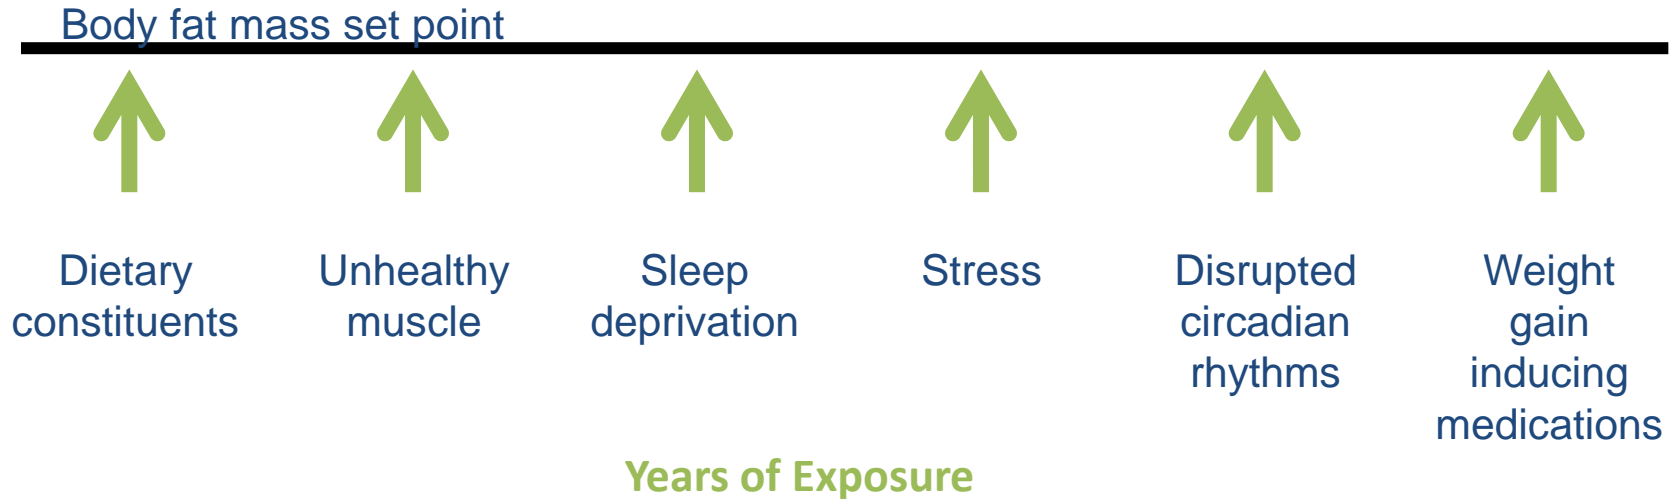 Body fat mass set point
Dietary
constituents
Unhealthy
muscle
Sleep
deprivation
Stress
Disrupted
circadian
rhythms
Weight
gain
inducing
medications
Years of Exposure